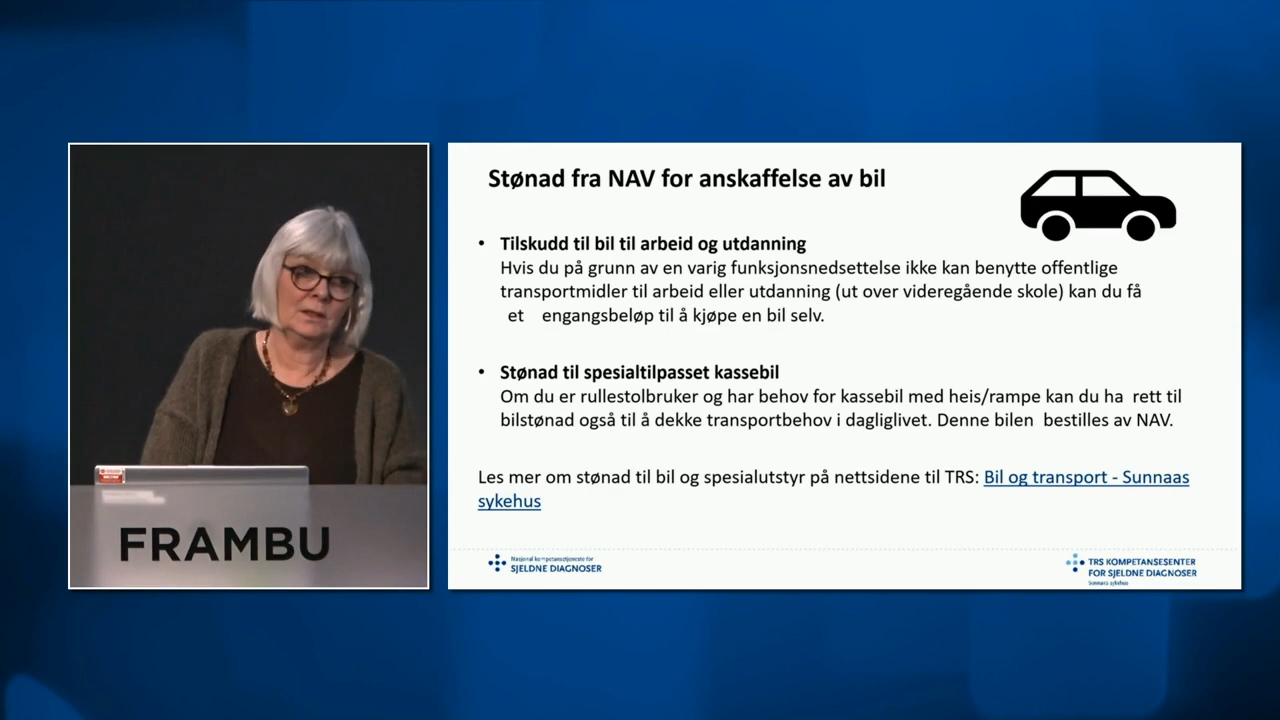 Stønad fra NAV for anskaffelse av bil
• Tilskudd til bil til arbeid og utdanning
Hvis du på grunn av en varig funksjonsnedsettelse ikke kan benytte offentlige
transportmidler til arbeid eller utdanning (ut over videregående skole) kan du få
et engangsbeløp til å kjøpe en bil selv.
• Stønad til spesialtilpasset kassebil
Om du er rullestolbruker og har behov for kassebil med heis/rampe kan du ha rett til
bilstønad også til å dekke transportbehov i dagliglivet. Denne bilen bestilles av NAV.
Les mer om stønad til bil og spesialutstyr på nettsidene til TRS: Bil og transport - Sunnaas
sykehus
Nasjonal kompetansetjeneste for
SJELDNE DIAGNOSER
TRS KOMPETANSESENTER
FOR SJELDNE DIAGNOSER
Sunnaas sykehus
FRAMBU